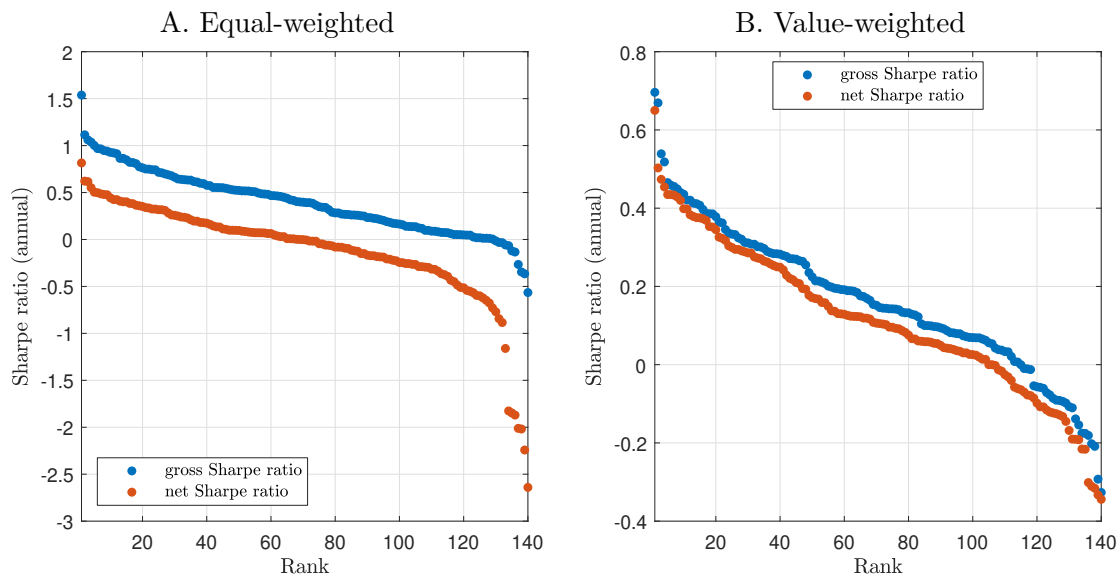 A. Equal-weighted
2
1.5
1
0.5
0
-0.5
-1
-1.5
-2
-2.5
-3
Sharpe ratio (annual)
gross Sharpe ratio
net Sharpe ratio
20 40 60 80 100 120 140
Rank
B. Value-weighted
0.8
0.6
0.4
0.2
0
-0.2
-0.4
Sharpe ratio (annual)
gross Sharpe ratio
net Sharpe ratio
20 40 60 80 100 120 140
Rank